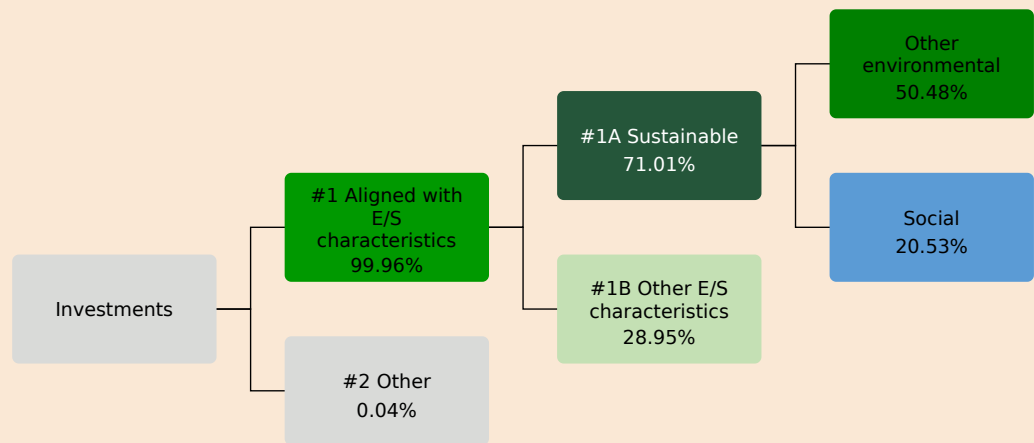 Investments
#1 Aligned with
E/S
characteristics
99.96%
#2 Other
0.04%
#1A Sustainable
71.01%
#1B Other E/S
characteristics
28.95%
Other
environmental
50.48%
Social
20.53%